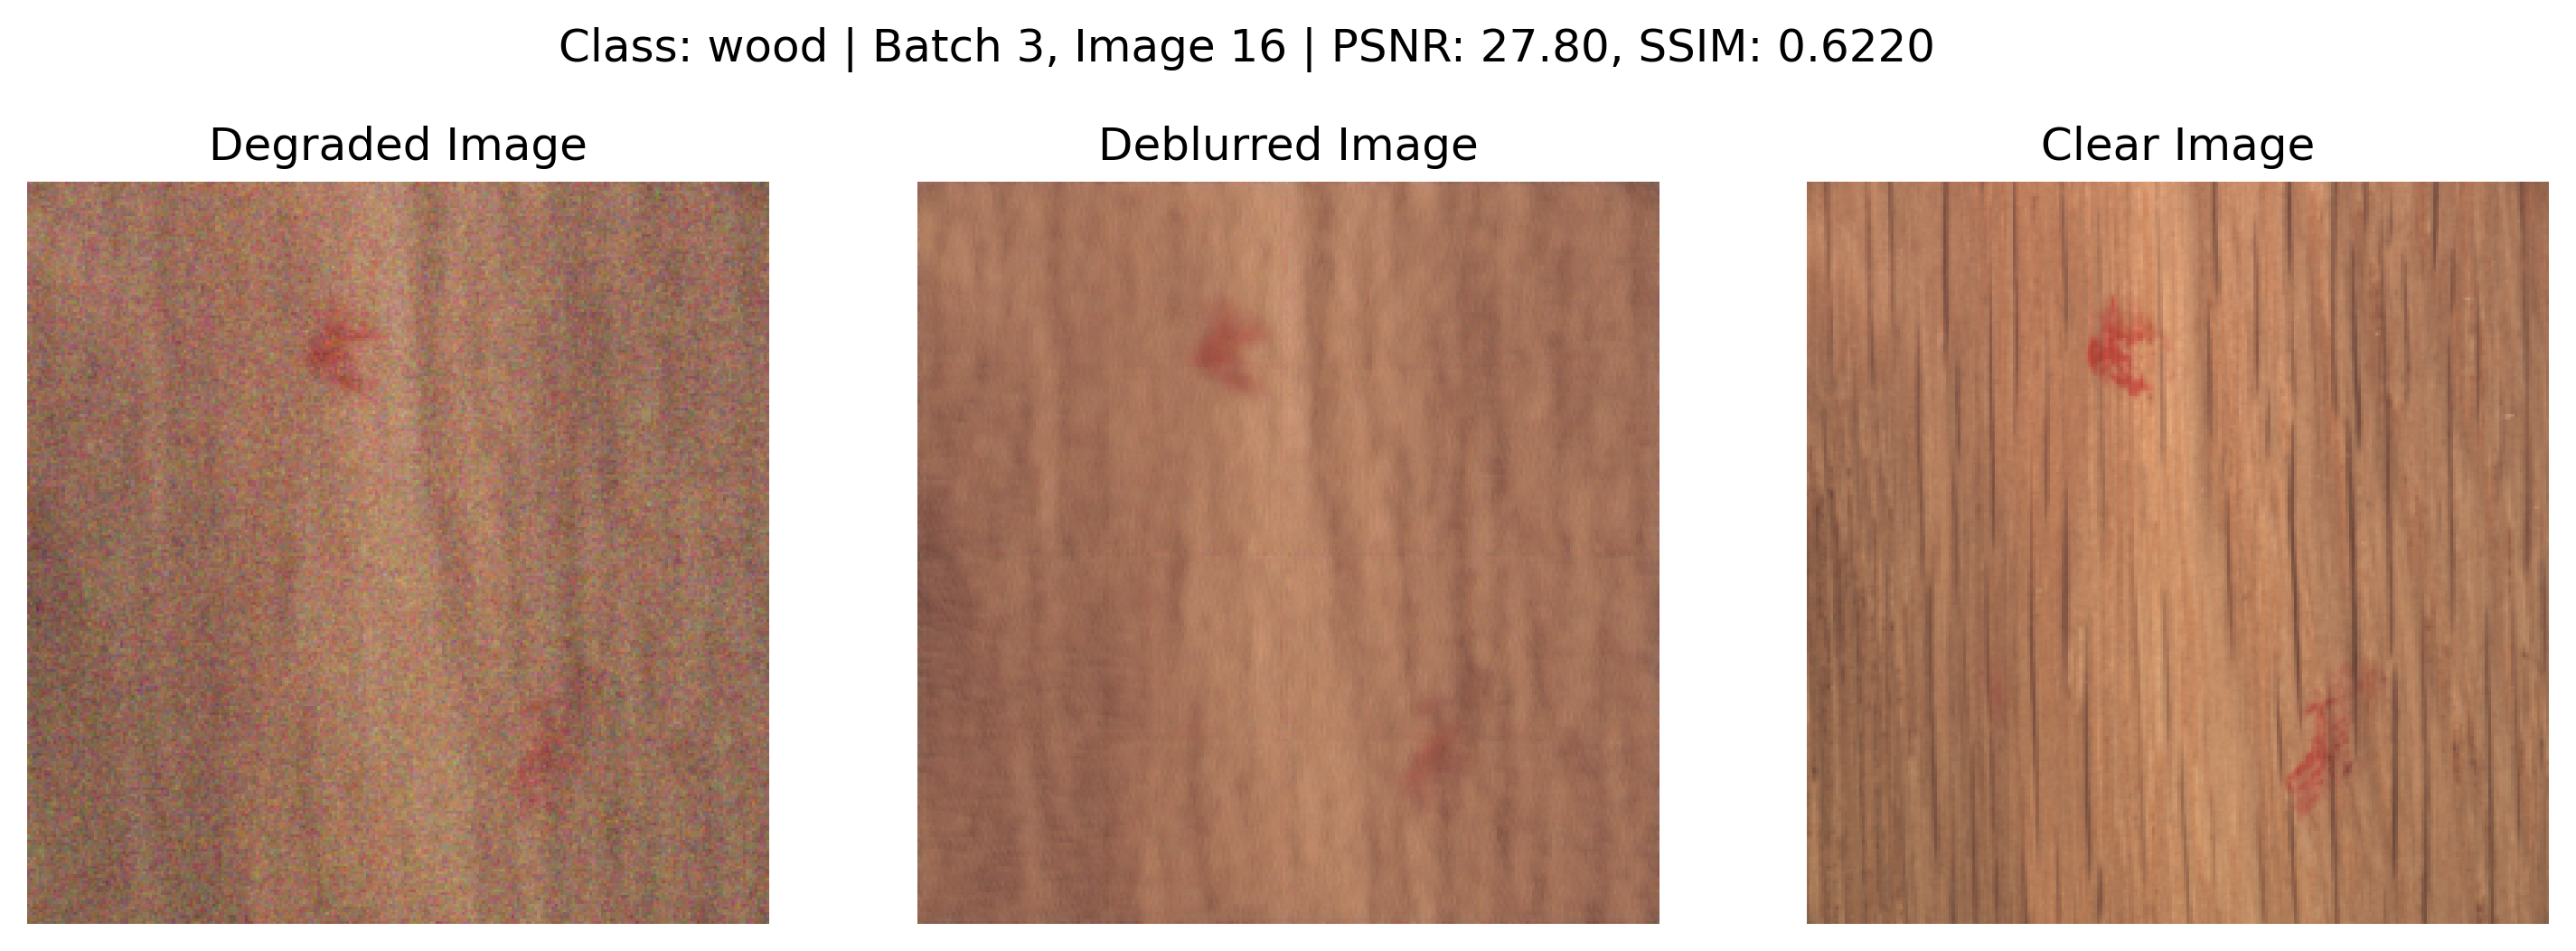 Class: wood | Batch 3, Image 16 | PSNR: 27.80, SSIM: 0.6220
Degraded Image
Deblurred Image
Clear Image